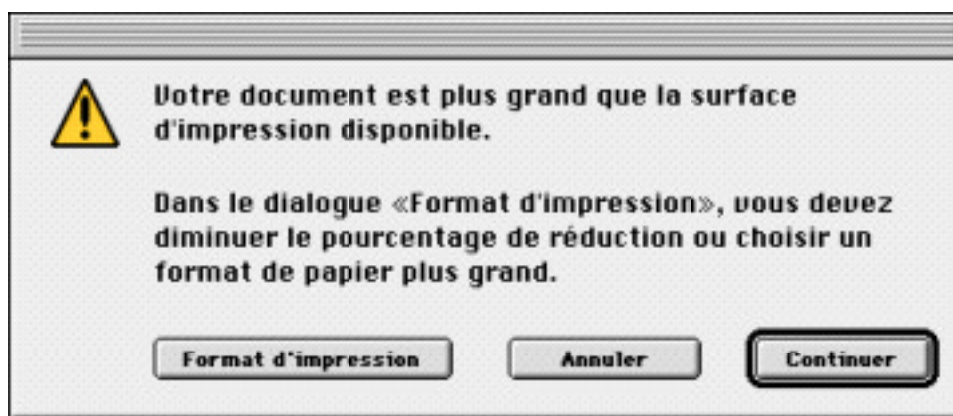 Votre document est plus grand que la surface
d'impression disponible.
Dans le dialogue «Format d'impression», vous devez
diminuer le pourcentage de réduction ou choisir un
format de papier plus grand.
Format d'impression Annuler Continuer